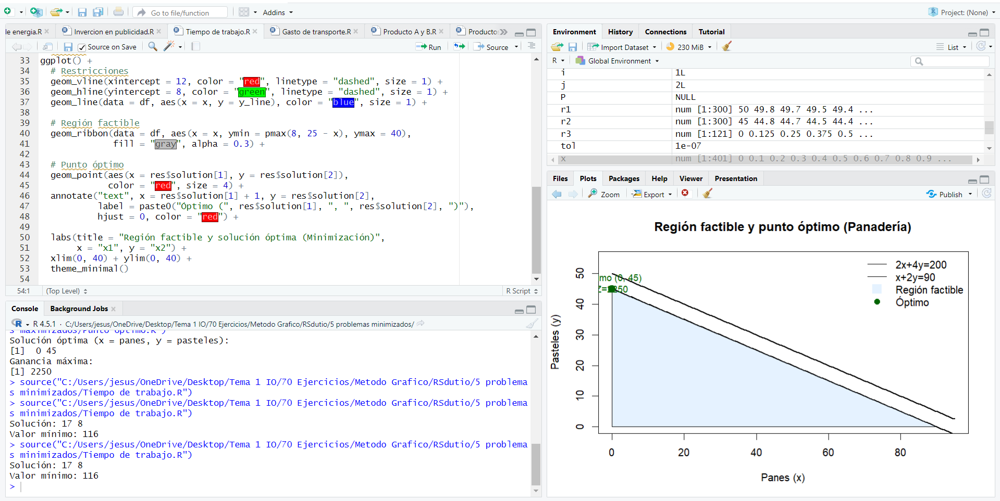 Go to file/function
Addins
Project: (None)
le energia.R
Invercion en publicidad.R
Tiempo de trabajo.R
Gasto de transporte.R
Producto A y B.R
Source on Save
Run
Source
33 ggplot() +
34 # Restricciones
35 geom_vline(xintercept = 12, color = "red", linetype = "dashed", size = 1) +
36 geom_hline(yintercept = 8, color = "green", linetype = "dashed", size = 1) +
37 geom_line(data = df, aes(x = x, y = y_line), color = "blue", size = 1) +
38
39 # Región factible
40 geom_ribbon(data = df, aes(x = x, ymin = pmax(8, 25 - x), ymax = 40),
41 fill = "gray", alpha = 0.3) +
42
43 # Punto óptimo
44 geom_point(aes(x = res$solution[1], y = res$solution[2]),
45 color = "red", size = 4) +
46 annotate("text", x = res$solution[1] + 1, y = res$solution[2],
47 label = paste0("Óptimo (", res$solution[1], ", ", res$solution[2], ")"),
48 hjust = 0, color = "red") +
49
50 labs(title = "Región factible y solución óptima (Minimización)",
51 x = "x1", y = "x2") +
52 xlim(0, 40) + ylim(0, 40) +
53 theme_minimal()
54
54:1 (Top Level) R Script
Console Background Jobs
R 4.5.1 · C:/Users/jesus/OneDrive/Desktop/Tema 1 IO/70 Ejercicios/Metodo Grafico/RSdutio/5 problemas minimizados/
s maximizados/Punto optimo.R")
Solución óptima (x = panes, y = pasteles):
[1] 0 45
Ganancia máxima:
[1] 2250
> source("C:/Users/jesus/OneDrive/Desktop/Tema 1 IO/70 Ejercicios/Metodo Grafico/RSdutio/5 problema
s minimizados/Tiempo de trabajo.R")
> source("C:/Users/jesus/OneDrive/Desktop/Tema 1 IO/70 Ejercicios/Metodo Grafico/RSdutio/5 problema
s minimizados/Tiempo de trabajo.R")
Solución: 17 8
Valor mínimo: 116
> source("C:/Users/jesus/OneDrive/Desktop/Tema 1 IO/70 Ejercicios/Metodo Grafico/RSdutio/5 problema
s minimizados/Tiempo de trabajo.R")
Solución: 17 8
Valor mínimo: 116
>
Environment History Connections Tutorial
Import Dataset 230 MiB List
R Global Environment
i 1L
j 2L
P NULL
r1 num [1:300] 50 49.8 49.7 49.5 49.4 ...
r2 num [1:300] 45 44.8 44.7 44.5 44.4 ...
r3 num [1:121] 0 0.125 0.25 0.375 0.5 ...
tol 1e-07
x num [1:401] 0 0.1 0.2 0.3 0.4 0.5 0.6 0.7 0.8 0.9 ...
Files Plots Packages Help Viewer Presentation
Zoom Export Publish
Región factible y punto óptimo (Panadería)
2x+4y=200
x+2y=90
Región factible
Óptimo
mo (0, 45)
Z=2250
Pasteles (y)
50
40
30
20
10
0
0 20 40 60 80
Panes (x)